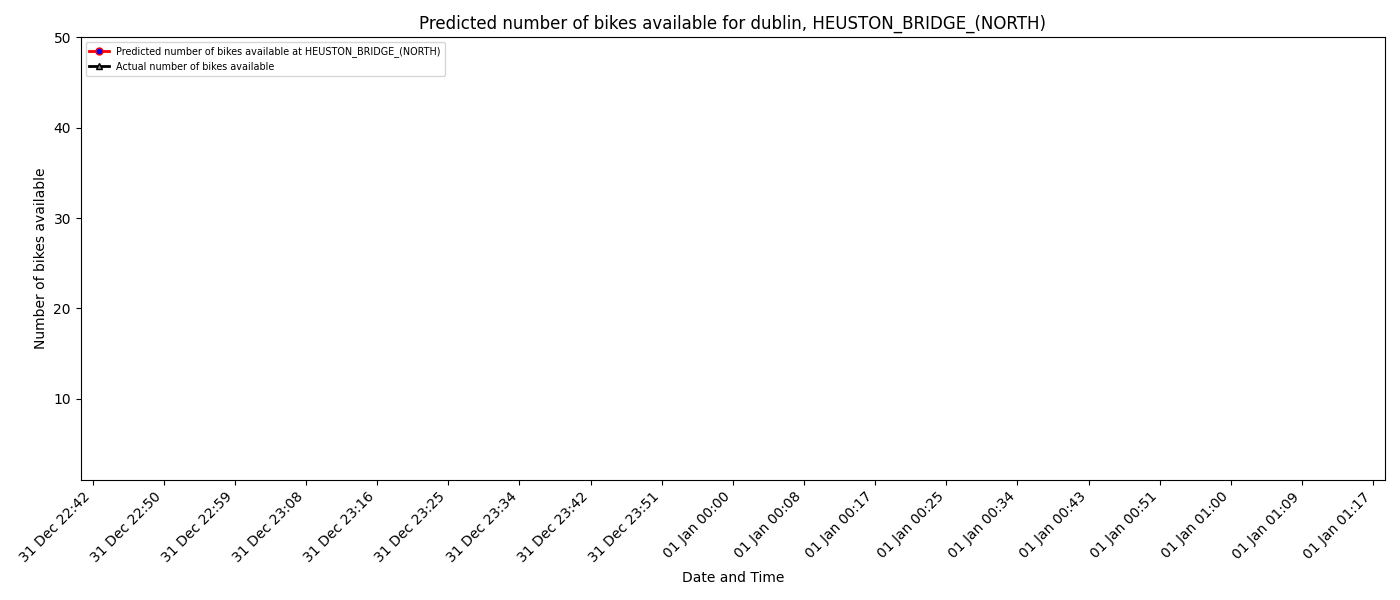 Predicted number of bikes available for dublin, HEUSTON_BRIDGE_(NORTH)
Predicted number of bikes available at HEUSTON_BRIDGE_(NORTH)
Actual number of bikes available
Number of bikes available
50
40
30
20
10
31 Dec 22:42
31 Dec 22:50
31 Dec 22:59
31 Dec 23:08
31 Dec 23:16
31 Dec 23:25
31 Dec 23:34
31 Dec 23:42
31 Dec 23:51
01 Jan 00:00
01 Jan 00:08
01 Jan 00:17
01 Jan 00:25
01 Jan 00:34
01 Jan 00:43
01 Jan 00:51
01 Jan 01:00
01 Jan 01:09
01 Jan 01:17
Date and Time